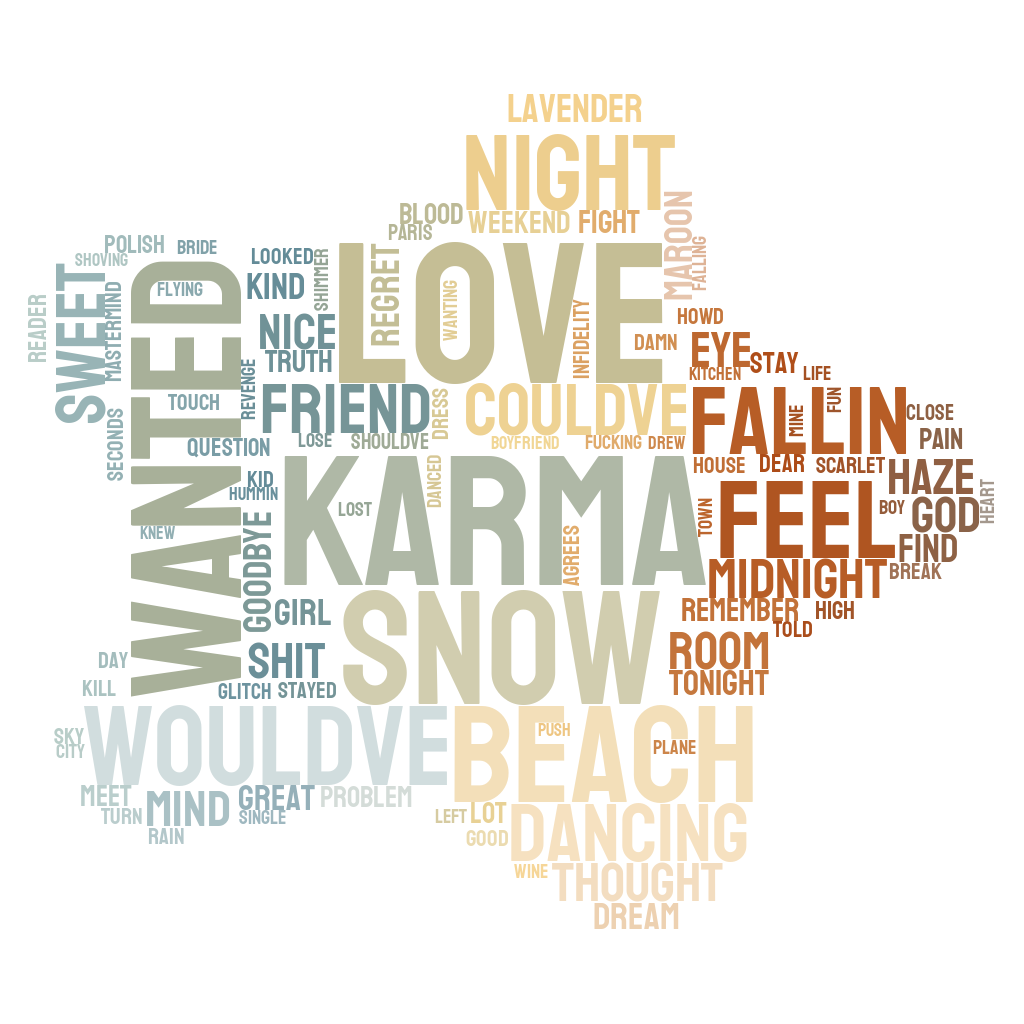 LAVENDER
NIGHT
BLOOD
WEEKEND
FIGHT
PARIS
MAROON
FALLING
POLISH
BRIDE
SHOVING
LOOKED
SHIMMER
REGRET
LOVE
WANTING
INFIDELITY
SWEET
MASTERMIND
READER
FLYING
KIND
WANTED
NICE
TRUTH
HOWD
DAMN
EYE
STAY
KITCHEN
LIFE
REVENGE
FRIEND
DRESS
COULDVE
FALLIN
MINE
FUN
CLOSE
TOUCH
SECONDS
QUESTION
LOSE
SHOULDVE
BOYFRIEND
FUCKING
DREW
PAIN
HOUSE
DEAR
SCARLET
HAZE
KID
HUMMIN
DANCED
KARMA
LOST
AGREES
TOWN
FEEL
BOY
GOD
HEART
KNEW
GOODBYE
FIND
BREAK
MIDNIGHT
GIRL
SNOW
REMEMBER
HIGH
TOLD
DAY
SHIT
ROOM
TONIGHT
KILL
GLITCH
STAYED
SKY
CITY
WOULDVE
BEACH
PUSH
PLANE
MEET
MIND
GREAT
PROBLEM
TURN
SINGLE
LEFT
LOT
DANCING
RAIN
GOOD
WINE
THOUGHT
DREAM